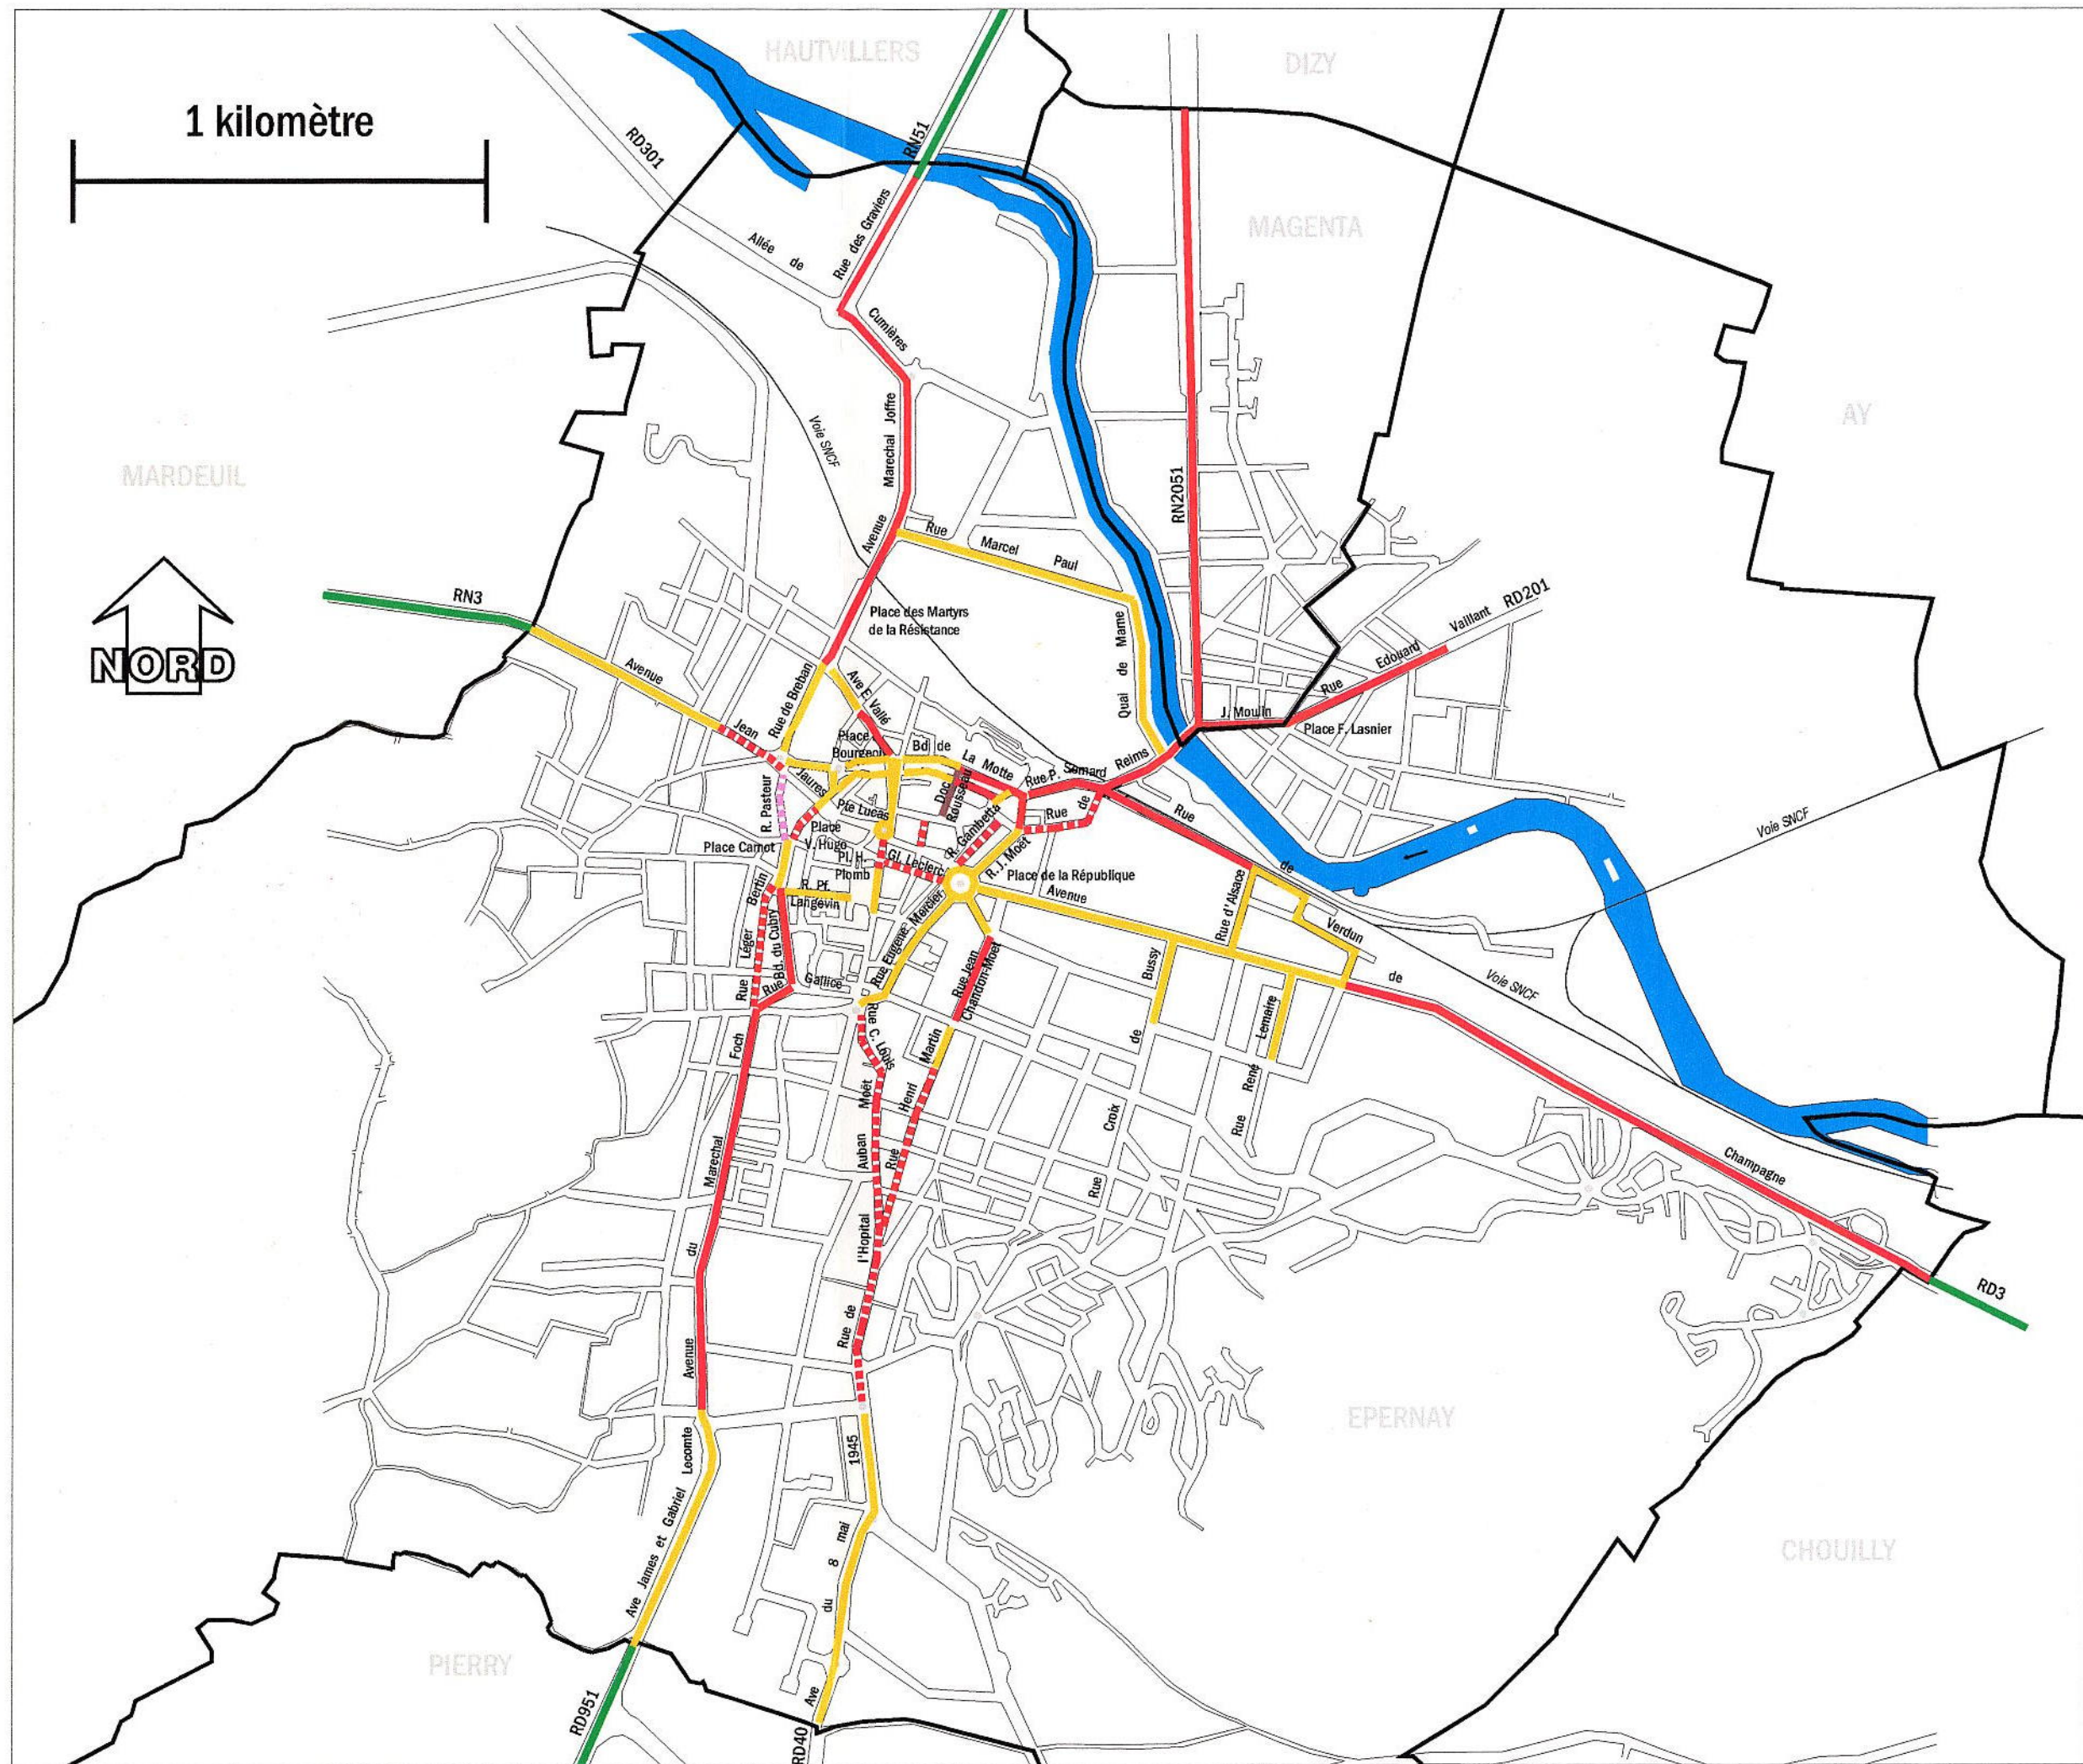 HAUTVILLERS
DIZY
1 kilomètre
RD301
RN51
MAGENTA
Rue des Graviers
Allée de
Cumières
Voie SNCF
Marechal Joffre
AY
MARDEUIL
RN2051
Avenue
Rue Marcel Paul
NORD
RN3
Avenue
Place des Martyrs
de la Résistance
Quai de Marne
Rue Edouard Vaillant RD201
Rue de Breban
Ave E Vallé
J. Moulin
Place F. Lasnier
Jean
Jaures
Place
Bourgeon
Bd de La Motte
Rue P. Semard
Reims
Rue de
R. Pasteur
Pte Lucas
Doc
Rousseau
R. Gambetta
Place
V. Hugo
Place Carnot
Pl. H.
Plomb
Gl. Leclerc
R. J. Moët
Place de la République
Rue de Verdun
Voie SNCF
Avenue
Rue d'Alsace
Bertin
Léger
Rue
Bd. du Cubry
R. Pf.
Langevin
Rue Eugene Mercier
Rue
Gallice
Rue Jean
Chandon-Moët
Bussy
de
Croix
Rue
de
Voie SNCF
Rue C. Louis
Martin
Henri
Rue
Lemaire
René
Rue
Foch
Marechal
du
Avenue
Moët
Auban
l'Hopital
Rue de
Champagne
RD3
EPERNAY
Ave James et Gabriel Lecomte
1945
8 mai
du
Ave
CHOUILLY
PIERRY
RD951
RD40